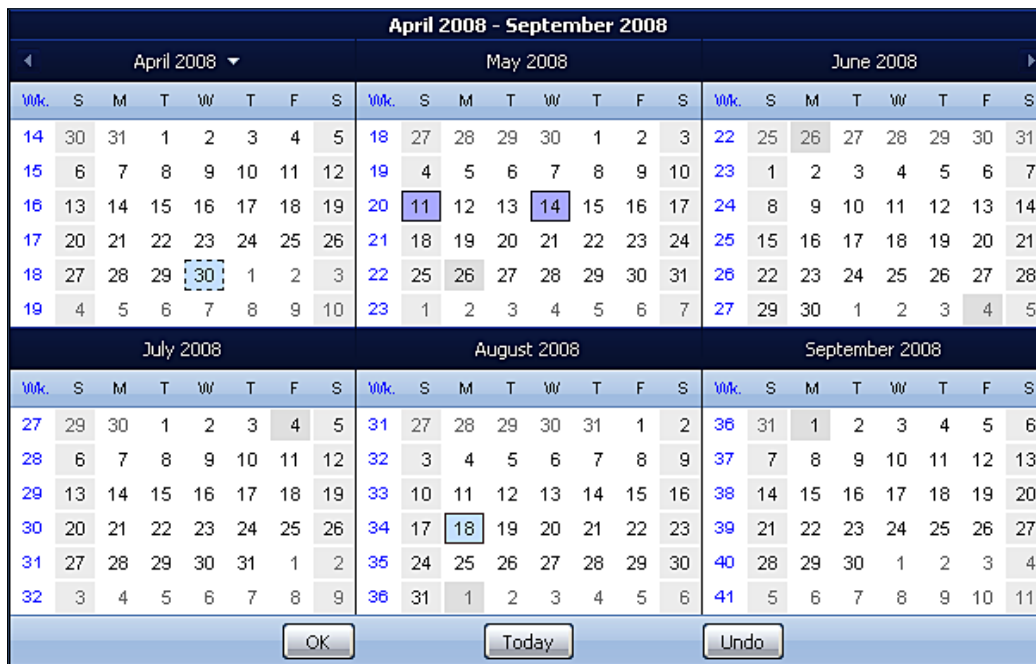 April 2008 - September 2008
April 2008 May 2008 June 2008
Wk. S M T W T F S Wk. S M T W T F S Wk. S M T W T F S
14 30 31 1 2 3 4 5 18 27 28 29 30 1 2 3 22 25 26 27 28 29 30 31
15 6 7 8 9 10 11 12 19 4 5 6 7 8 9 10 23 1 2 3 4 5 6 7
16 13 14 15 16 17 18 19 20 11 12 13 14 15 16 17 24 8 9 10 11 12 13 14
17 20 21 22 23 24 25 26 21 18 19 20 21 22 23 24 25 15 16 17 18 19 20 21
18 27 28 29 30 1 2 3 22 25 26 27 28 29 30 31 26 22 23 24 25 26 27 28
19 4 5 6 7 8 9 10 23 1 2 3 4 5 6 7 27 29 30 1 2 3 4 5
July 2008 August 2008 September 2008
Wk. S M T W T F S Wk. S M T W T F S Wk. S M T W T F S
27 29 30 1 2 3 4 5 31 27 28 29 30 31 1 2 36 31 1 2 3 4 5 6
28 6 7 8 9 10 11 12 32 3 4 5 6 7 8 9 37 7 8 9 10 11 12 13
29 13 14 15 16 17 18 19 33 10 11 12 13 14 15 16 38 14 15 16 17 18 19 20
30 20 21 22 23 24 25 26 34 17 18 19 20 21 22 23 39 21 22 23 24 25 26 27
31 27 28 29 30 31 1 2 35 24 25 26 27 28 29 30 40 28 29 30 1 2 3 4
32 3 4 5 6 7 8 9 36 31 1 2 3 4 5 6 41 5 6 7 8 9 10 11
OK Today Undo